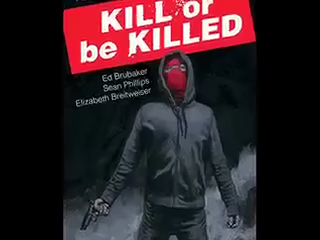 KILL or
be KILLED
Ed Brubaker
Sean Phillips
Elizabeth Breitweiser